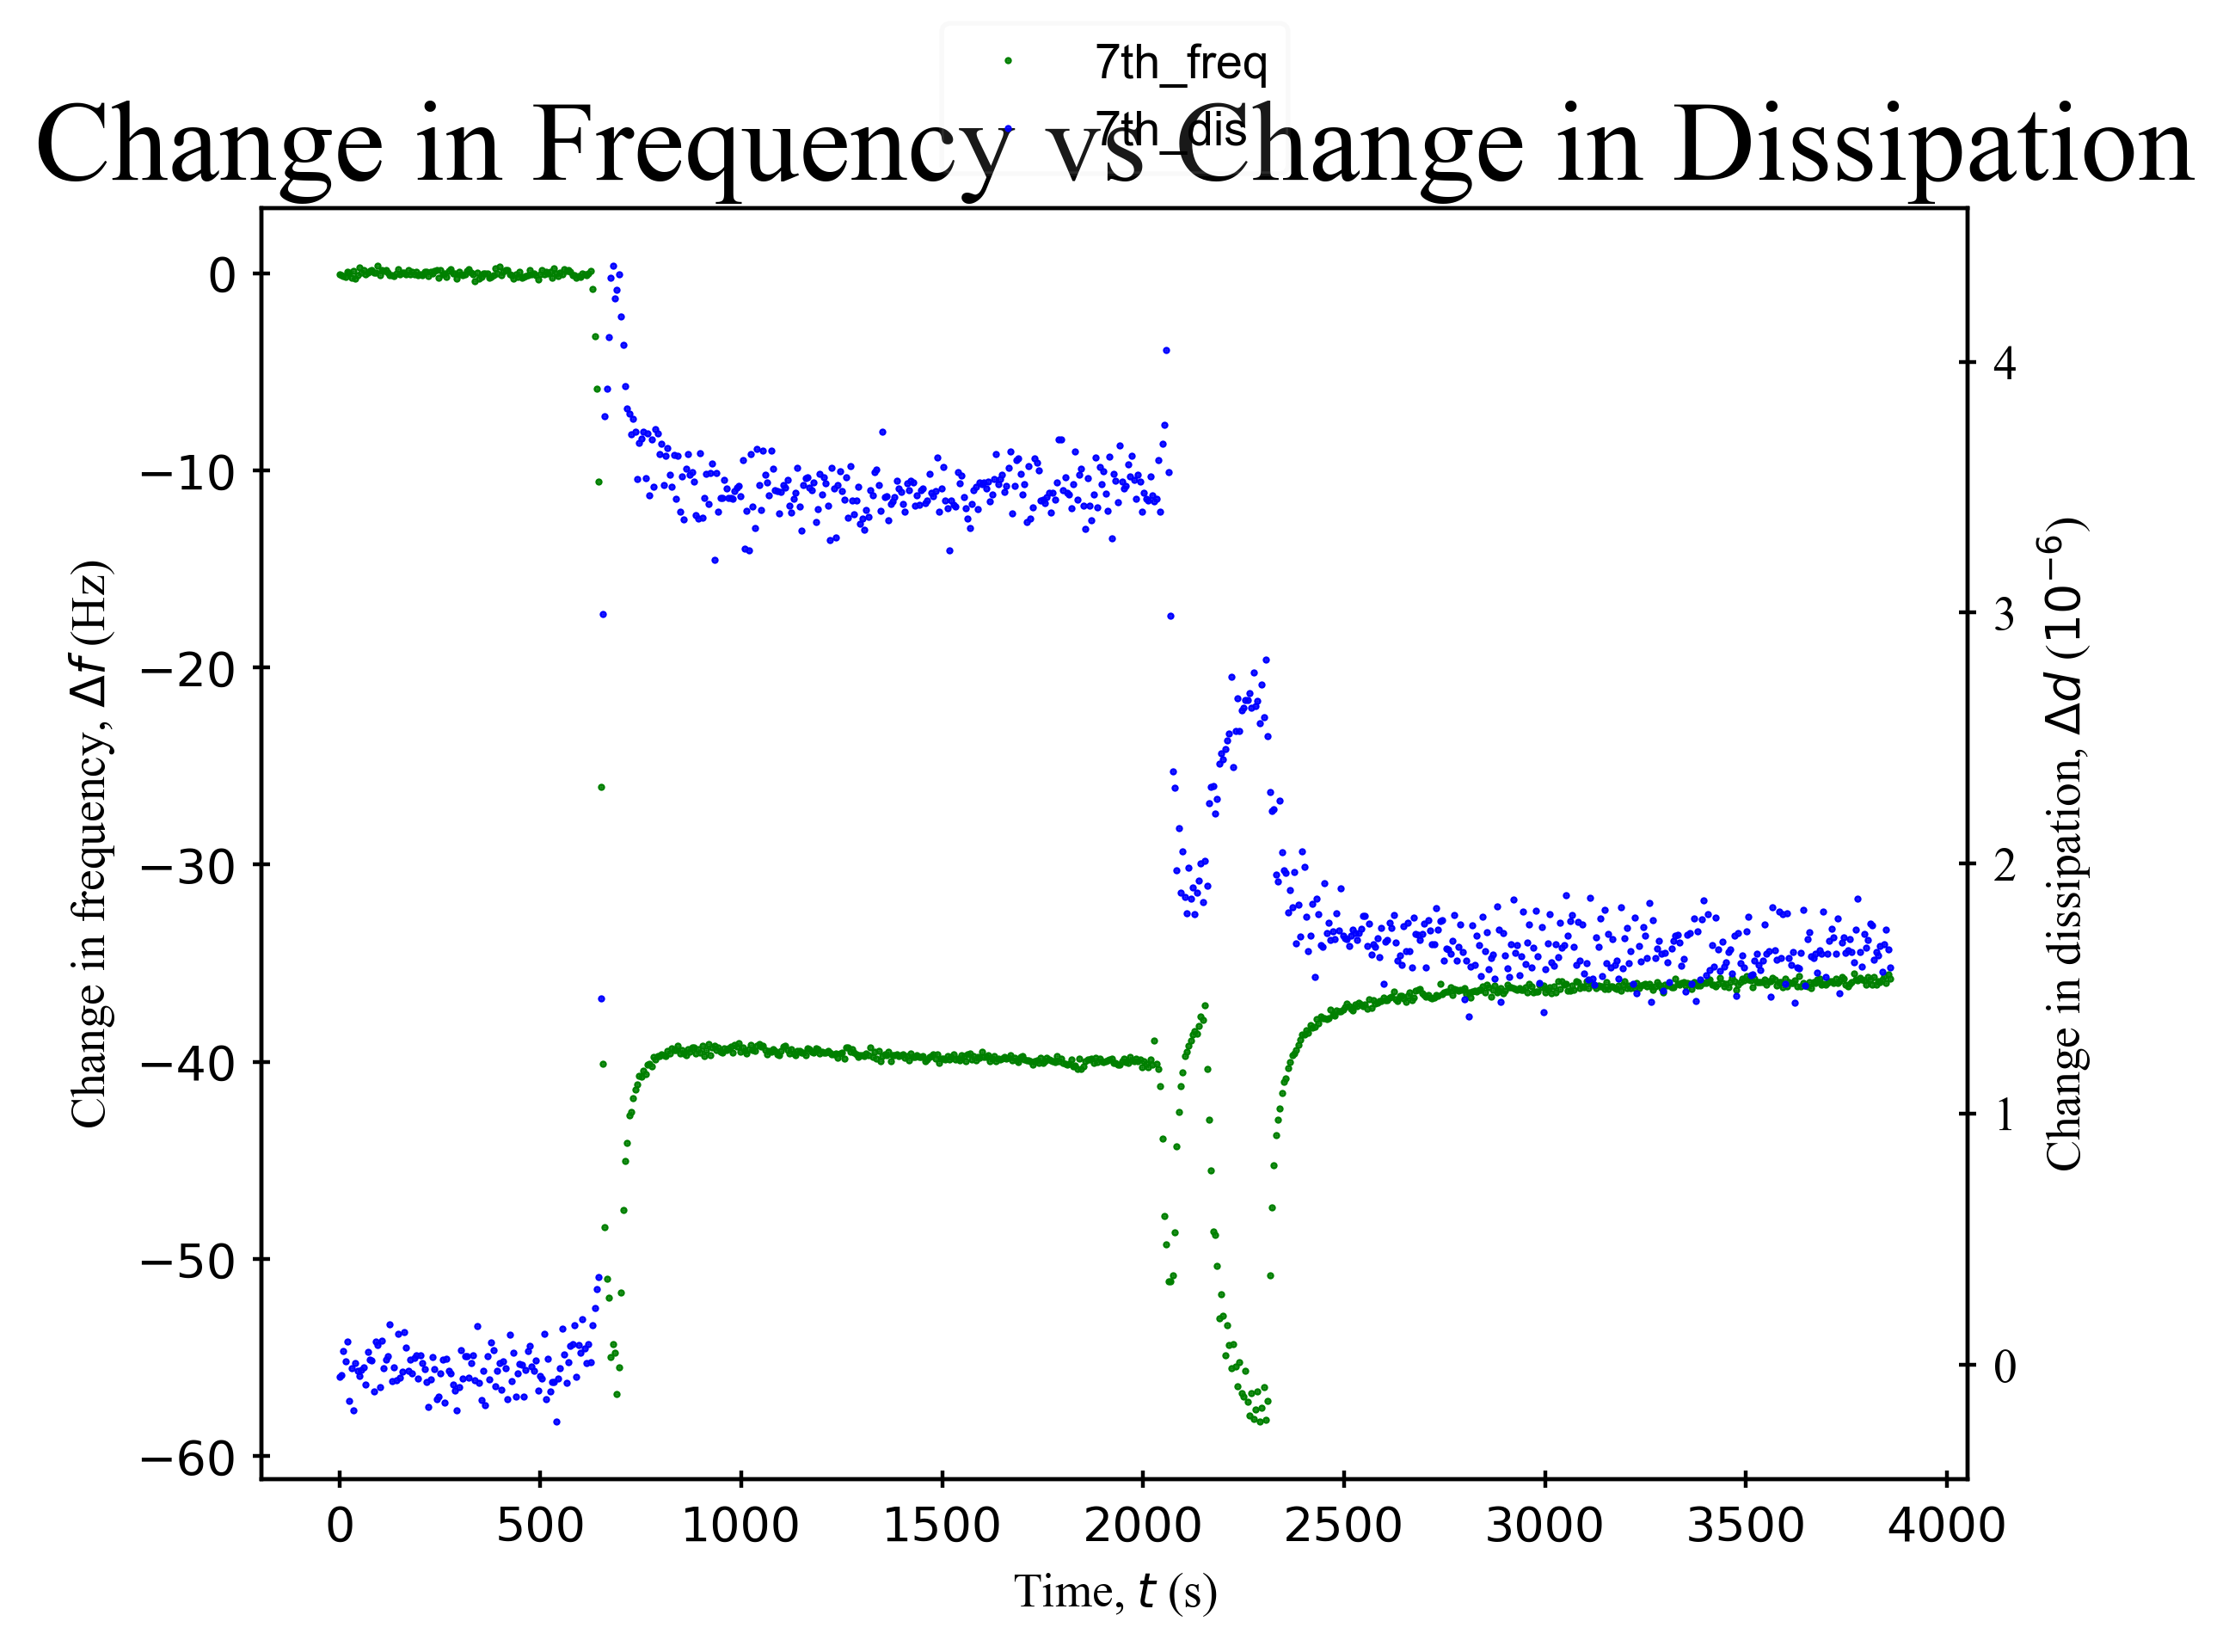 7th_freq
7th_dis
Change in Frequency vs Change in Dissipation
0
−10
−20
−30
−40
−50
−60
Change in frequency, Δf (Hz)
4
3
2
1
0
Change in dissipation, Δd (10⁻⁶)
0 500 1000 1500 2000 2500 3000 3500 4000
Time, t (s)